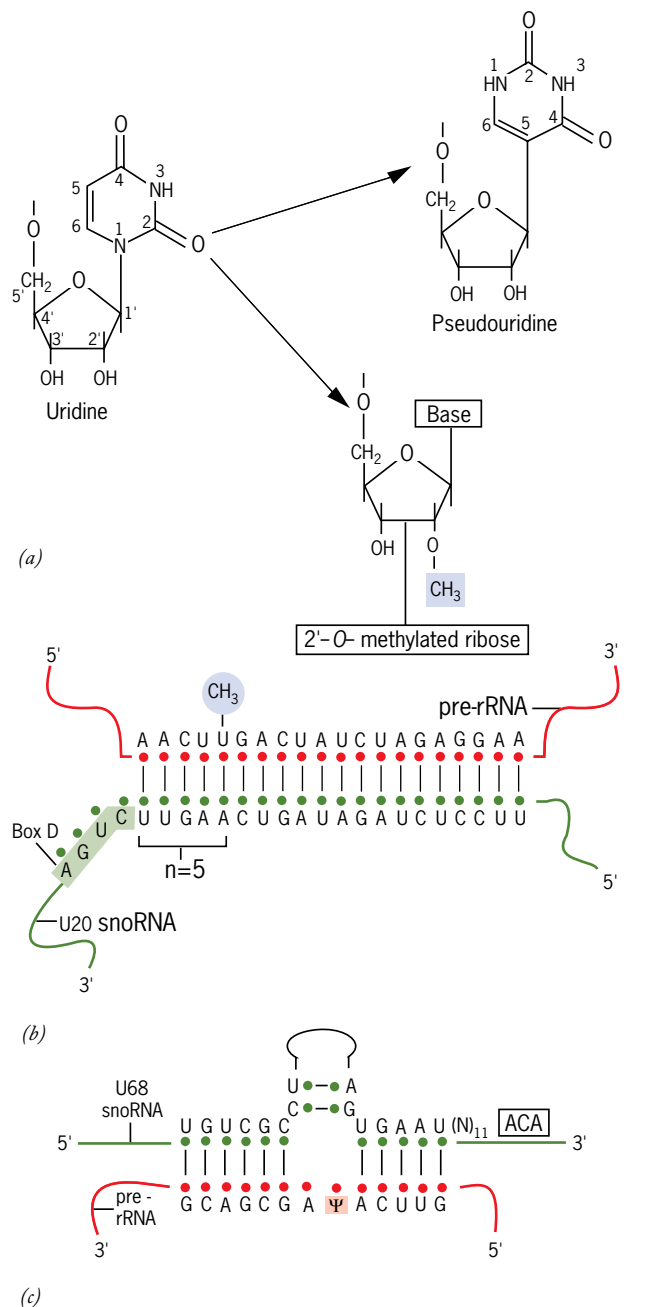 O
4
5
3
NH
6
1
N
2
O
O
CH2
5'
O
4'
1'
3'
2'
OH
OH
Uridine
O
1
HN
2
3
NH
6
5
4
O
O
CH2
O
OH
OH
Pseudouridine
O
Base
CH2
O
OH
O
CH3
2'–O– methylated ribose
(a)
5'
3'
CH3
pre-rRNA
A A C U U G A C U A U C U A G A G G A A
Box D
A G U C U U G A A C U G A U A G A U C U C C U U
n=5
U20 snoRNA
5'
3'
(b)
U68
snoRNA
U A
C G
5'
U G U C G C
U G A A U (N)11 ACA
3'
pre -
rRNA
G C A G C G A Ψ A C U U G
3'
5'
(c)